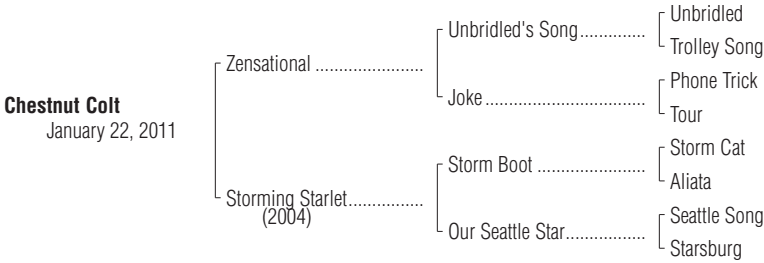 Chestnut Colt
January 22, 2011
Zensational ........................
Storming Starlet.................
(2004)
Unbridled's Song..............
Joke...................................
Storm Boot ........................
Our Seattle Star.................
Unbridled
Trolley Song
Phone Trick
Tour
Storm Cat
Aliata
Seattle Song
Starsburg